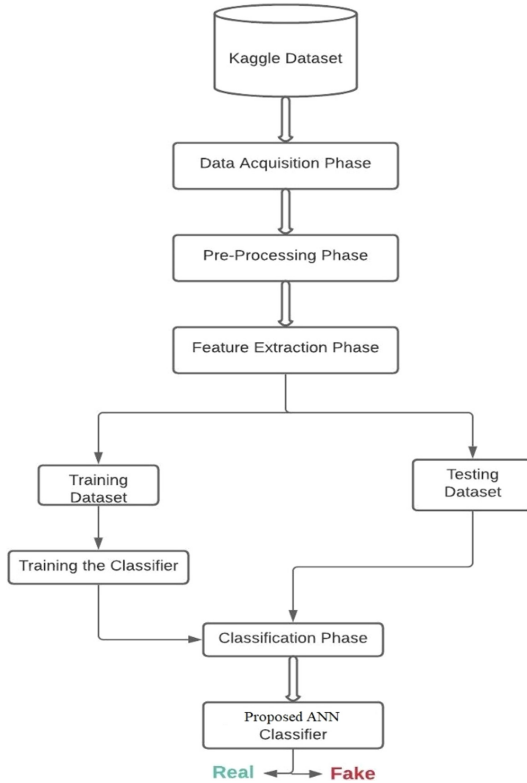 Kaggle Dataset
Data Acquisition Phase
Pre-Processing Phase
Feature Extraction Phase
Training
Dataset
Testing
Dataset
Training the Classifier
Classification Phase
Proposed ANN
Classifier
Real
Fake